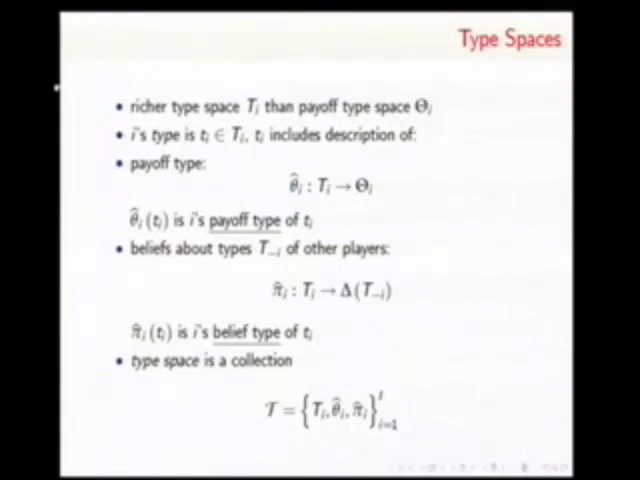 Type Spaces
• richer type space Tᵢ than payoff type space Θᵢ
• i's type is tᵢ ∈ Tᵢ, tᵢ includes description of:
• payoff type:
θ̂ᵢ : Tᵢ → Θᵢ
θ̂ᵢ (tᵢ) is i's payoff type of tᵢ
• beliefs about types T₋ᵢ of other players:
π̂ᵢ : Tᵢ → Δ (T₋ᵢ)
π̂ᵢ (tᵢ) is i's belief type of tᵢ
• type space is a collection
𝒯 = {Tᵢ, θ̂ᵢ, π̂ᵢ}ᴵᵢ₌₁